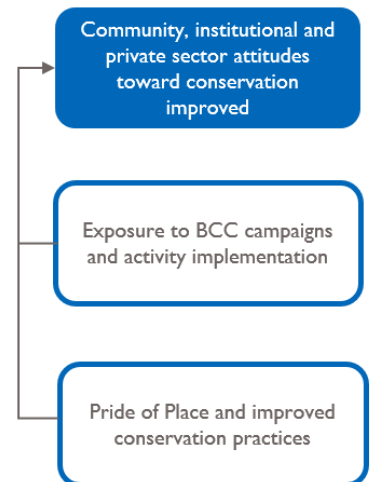 Community, institutional and
private sector attitudes
toward conservation
improved
Exposure to BCC campaigns
and activity implementation
Pride of Place and improved
conservation practices